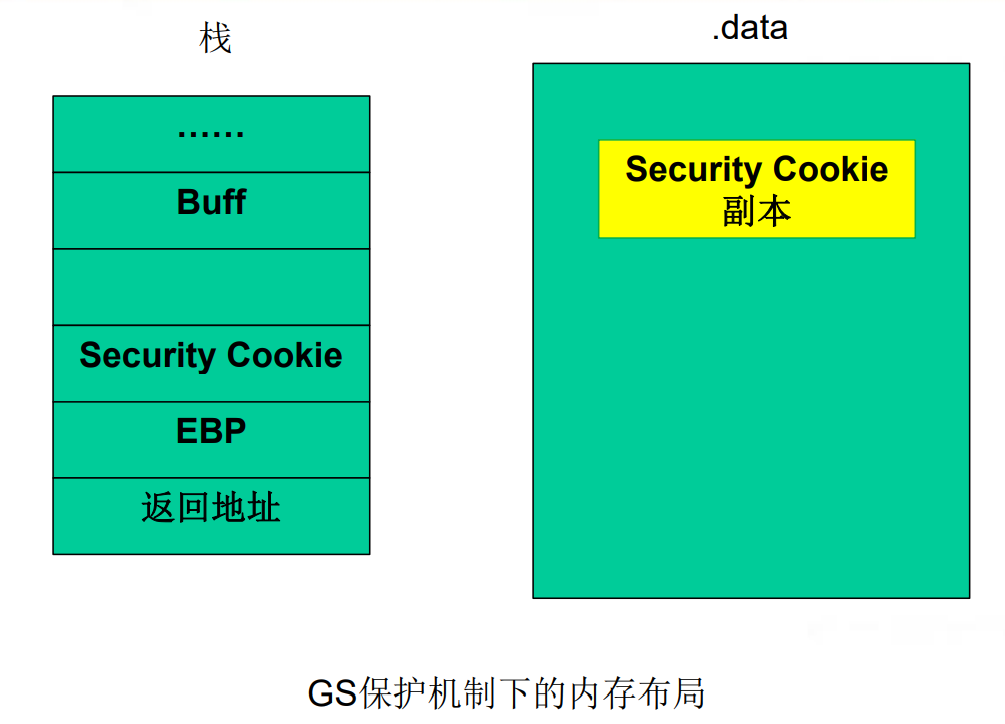 栈
.data
……
Buff
Security Cookie
EBP
返回地址
Security Cookie
副本
GS保护机制下的内存布局